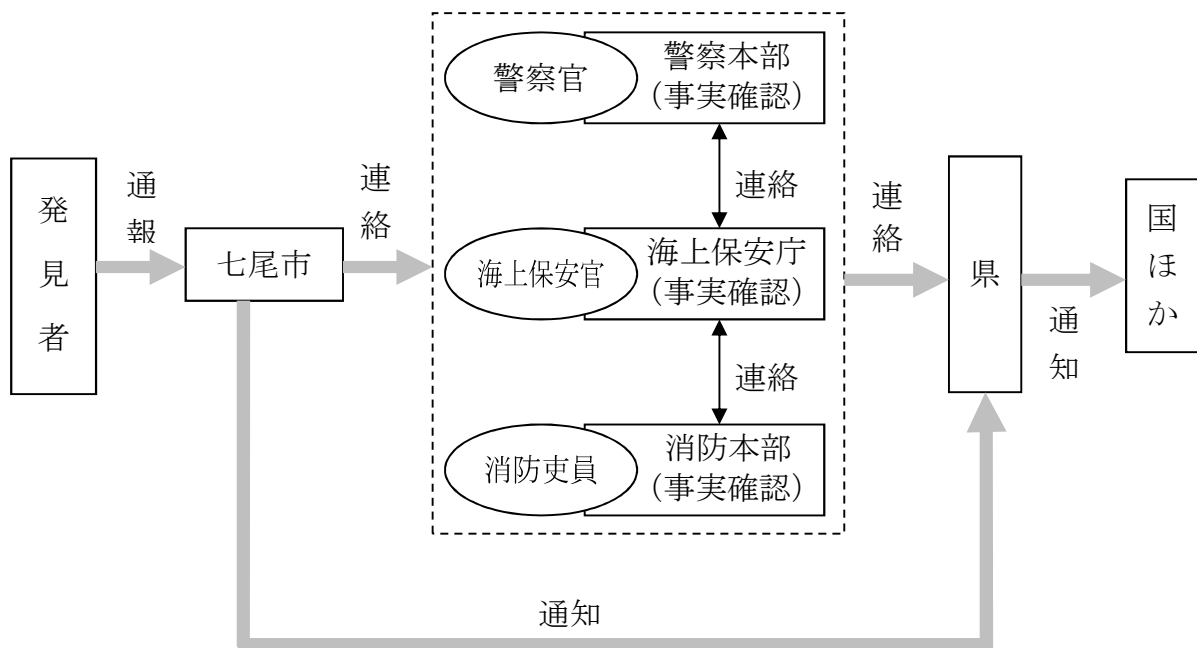 発見者
通報
七尾市
連絡
警察官
警察本部
（事実確認）
連絡
海上保安官
海上保安庁
（事実確認）
連絡
消防吏員
消防本部
（事実確認）
連絡
県
通知
国ほか
通知